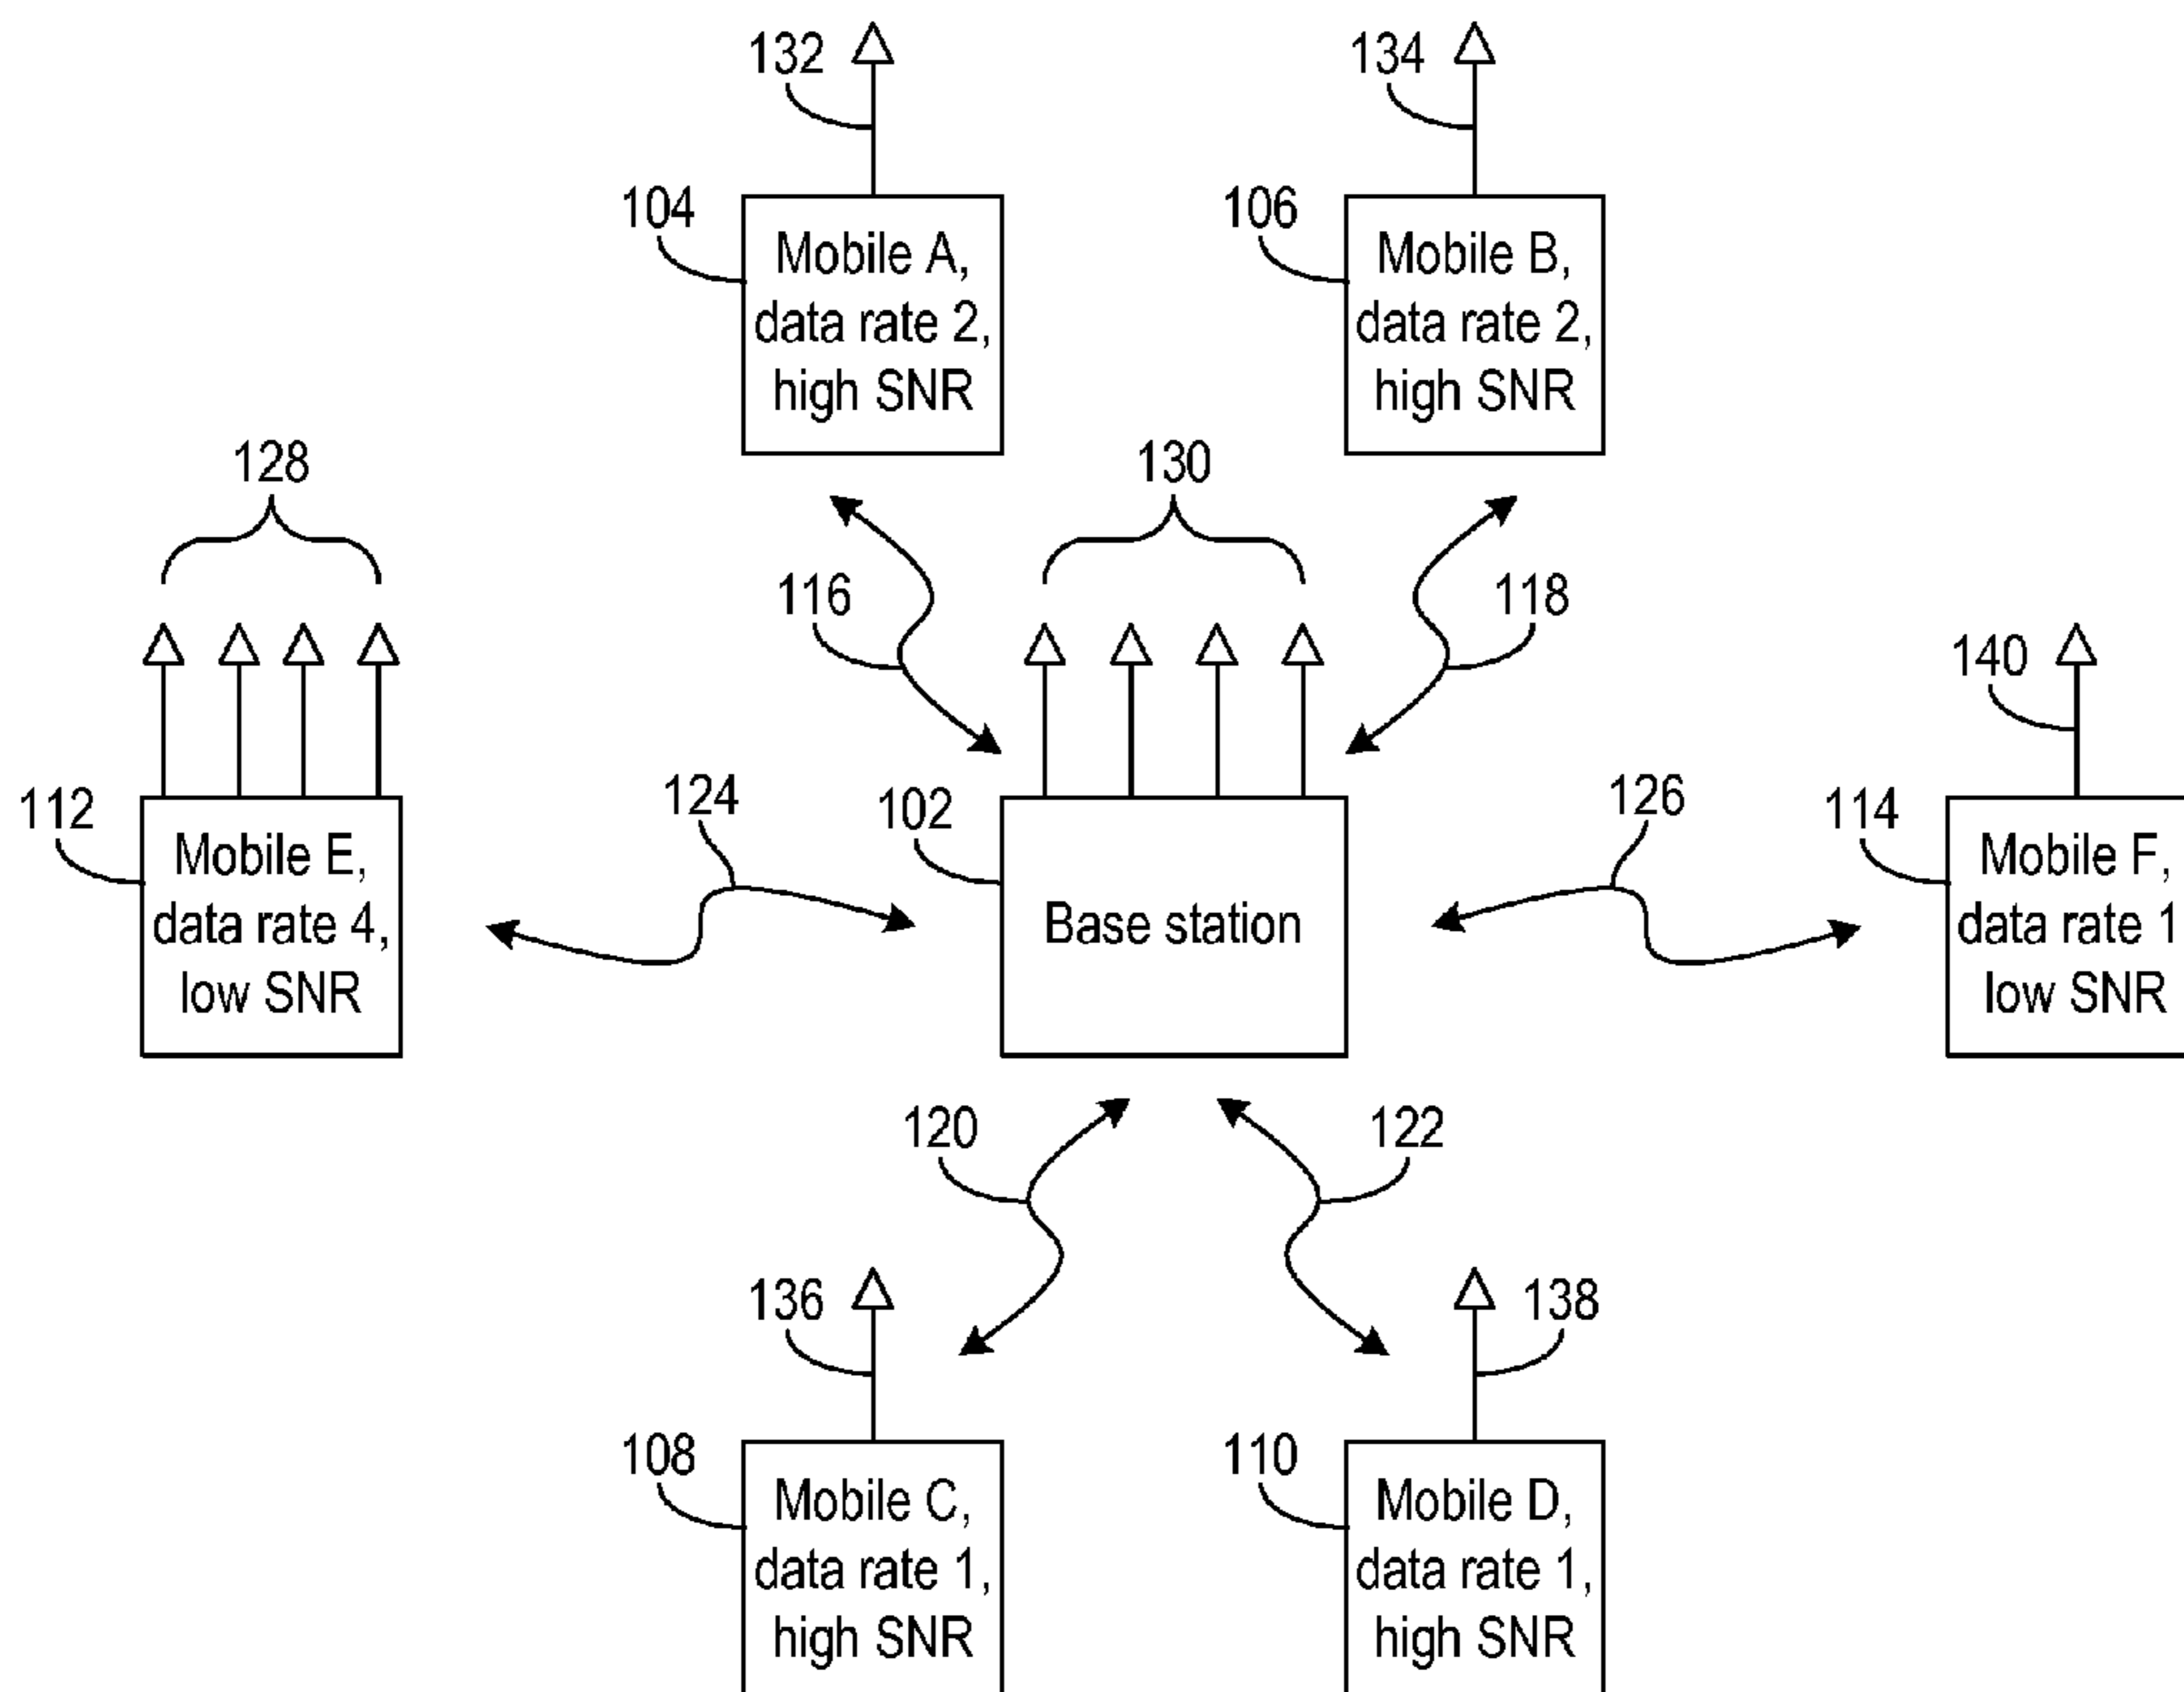 132
134
104
Mobile A,
data rate 2,
high SNR
106
Mobile B,
data rate 2,
high SNR
128
130
116
118
140
112
Mobile E,
data rate 4,
low SNR
124
102
Base station
126
114
Mobile F,
data rate 1
low SNR
120
122
136
138
108
Mobile C,
data rate 1,
high SNR
110
Mobile D,
data rate 1,
high SNR